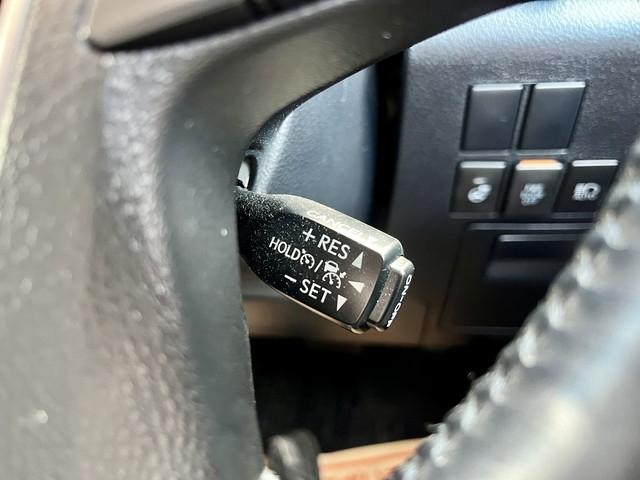 CANCEL
+ RES
HOLD /
− SET
ON-OFF